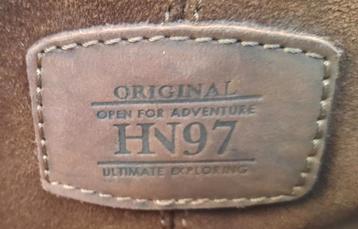 ORIGINAL
OPEN FOR ADVENTURE
HN97
ULTIMATE EXPLORING